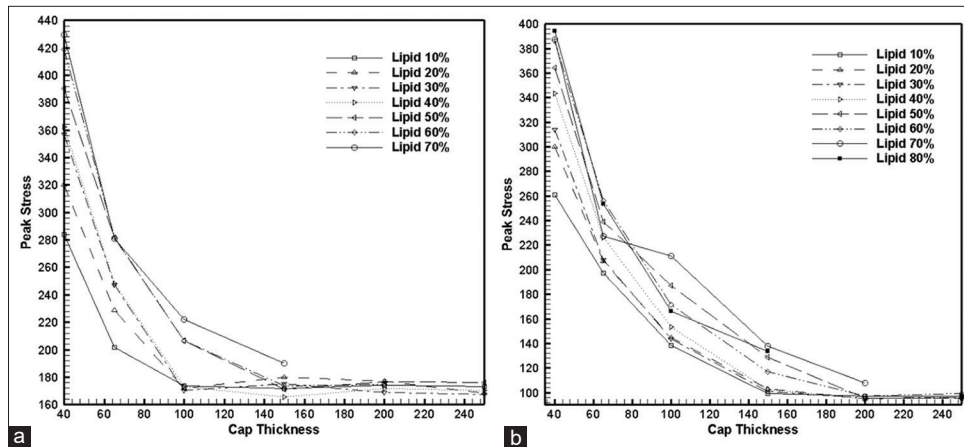 440
420
400
380
360
340
320
300
280
260
240
220
200
180
160
Peak Stress
Lipid 10%
Lipid 20%
Lipid 30%
Lipid 40%
Lipid 50%
Lipid 60%
Lipid 70%
40 60 80 100 120 140 160 180 200 220 240
Cap Thickness
a
400
380
360
340
320
300
280
260
240
220
200
180
160
140
120
100
Peak Stress
Lipid 10%
Lipid 20%
Lipid 30%
Lipid 40%
Lipid 50%
Lipid 60%
Lipid 70%
Lipid 80%
40 60 80 100 120 140 160 180 200 220 240
Cap Thickness
b